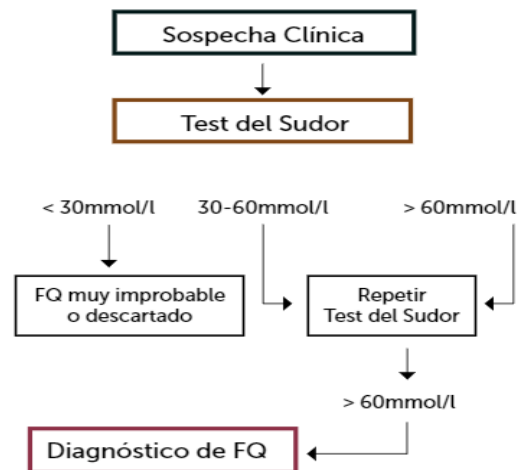 Sospecha Clínica
Test del Sudor
< 30mmol/l
30-60mmol/l
> 60mmol/l
FQ muy improbable
o descartado
Repetir
Test del Sudor
> 60mmol/l
Diagnóstico de FQ